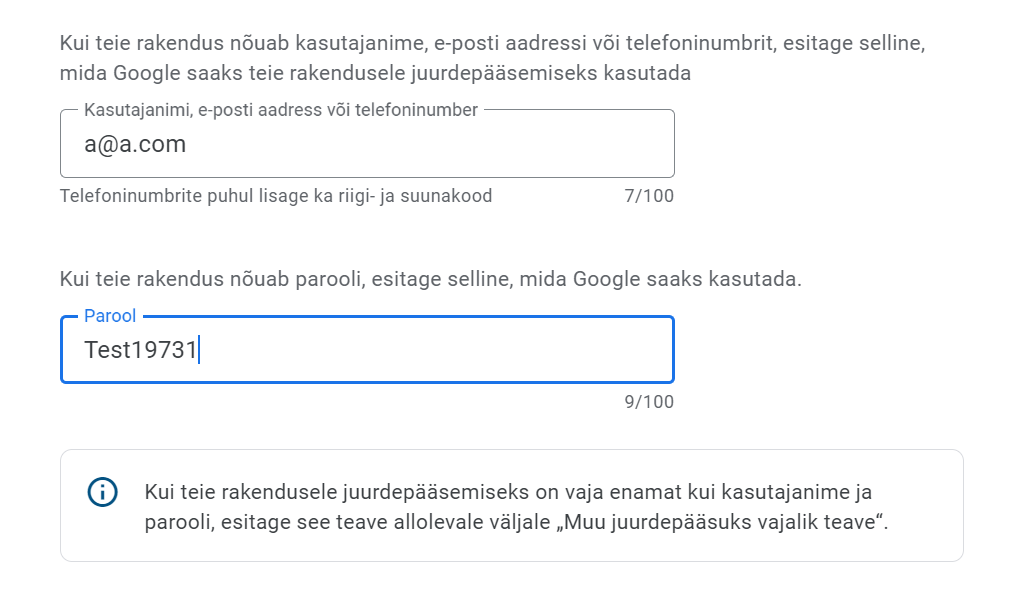 Kui teie rakendus nõuab kasutajanime, e-posti aadressi või telefoninumbrit, esitage selline,
mida Google saaks teie rakendusele juurdepääsemiseks kasutada
Kasutajanimi, e-posti aadress või telefoninumber
a@a.com
Telefoninumbrite puhul lisage ka riigi- ja suunakood 7/100
Kui teie rakendus nõuab parooli, esitage selline, mida Google saaks kasutada.
Parool
Test19731
9/100
Kui teie rakendusele juurdepääsemiseks on vaja enamat kui kasutajanime ja
parooli, esitage see teave allolevale väljale „Muu juurdepääsuks vajalik teave“.